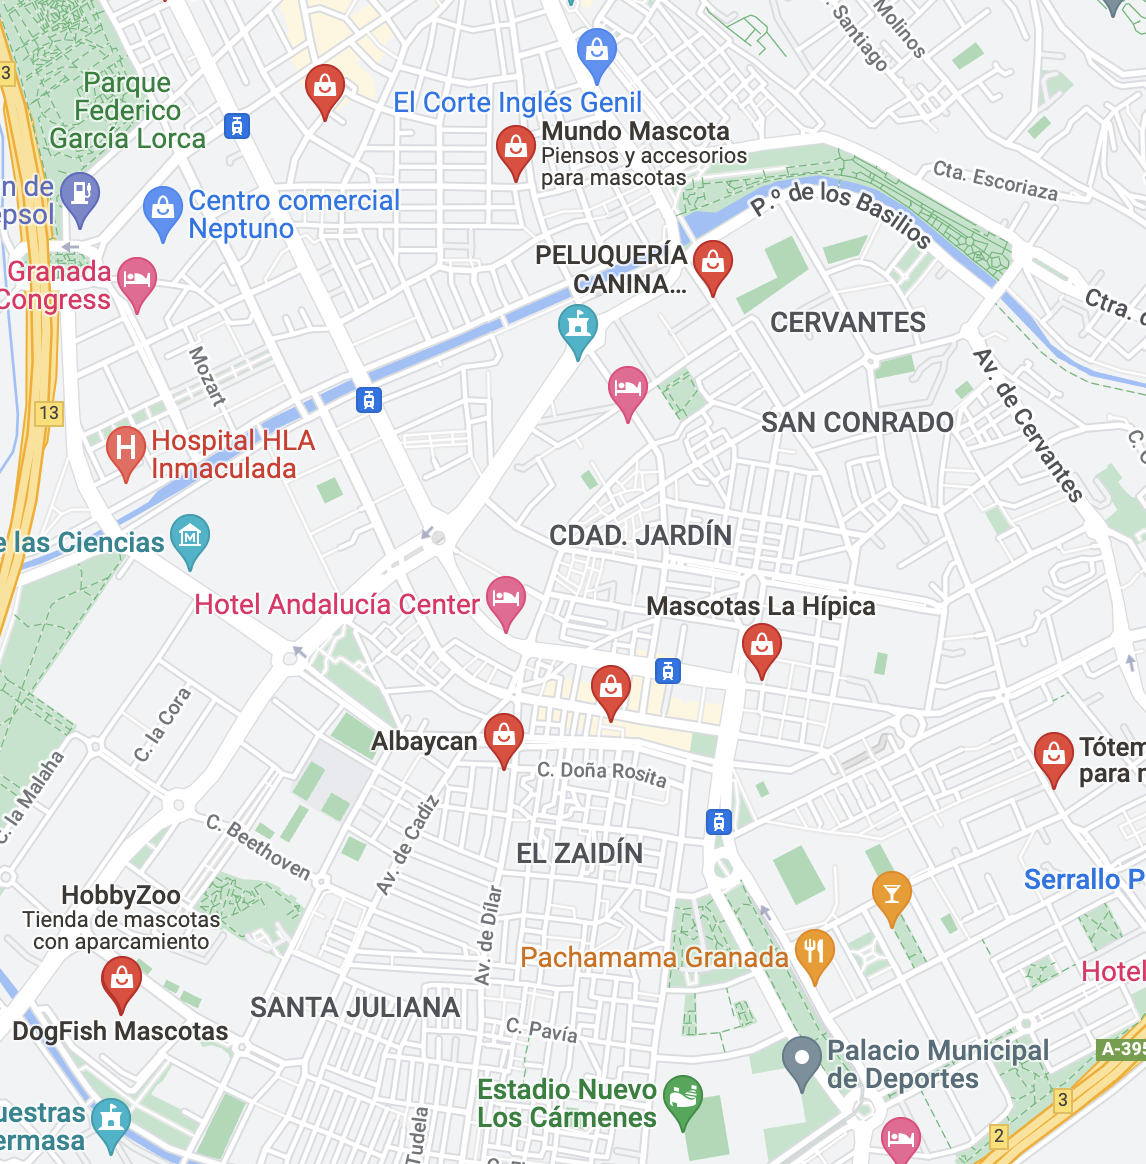 Molinos
Santiago
3
Parque
Federico
García Lorca
El Corte Inglés Genil
Mundo Mascota
Piensos y accesorios
para mascotas
Cta. Escoriaza
P.º de los Basilios
n de
epsol
Centro comercial
Neptuno
PELUQUERÍA
CANINA...
Granada
Congress
Ctra.
CERVANTES
Mozart
Av. de Cervantes
13
SAN CONRADO
Hospital HLA
Inmaculada
e las Ciencias
CDAD. JARDÍN
Hotel Andalucía Center
Mascotas La Hípica
C. la Cora
Albaycan
C. Doña Rosita
Tótem
para
C. la Malaha
Av. de Cadiz
C. Beethoven
EL ZAIDÍN
HobbyZoo
Tienda de mascotas
con aparcamiento
Serrallo P
Av. de Dílar
Pachamama Granada
Hotel
SANTA JULIANA
DogFish Mascotas
C. Pavía
Palacio Municipal
de Deportes
A-395
Estadio Nuevo
Los Cármenes
3
uestras
ermasa
Tudela
2